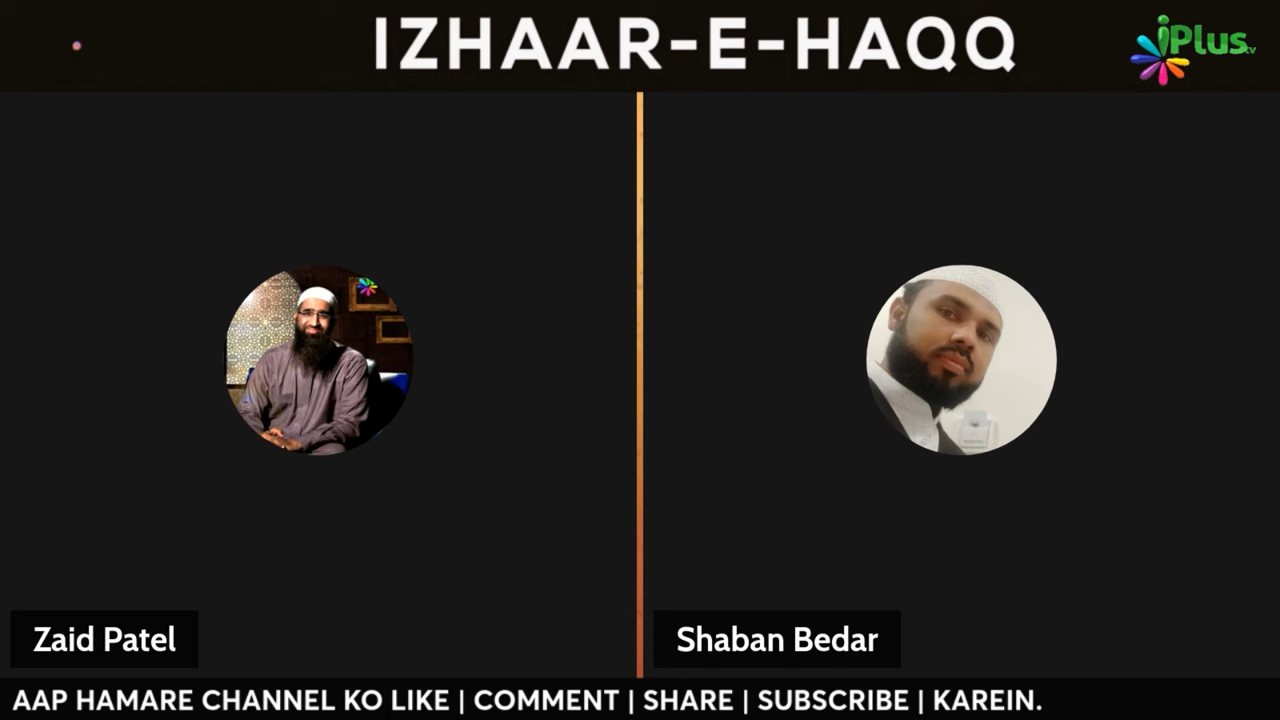 IZHAAR-E-HAQQ
iPlus.tv
Zaid Patel
Shaban Bedar
AAP HAMARE CHANNEL KO LIKE | COMMENT | SHARE | SUBSCRIBE | KAREIN.